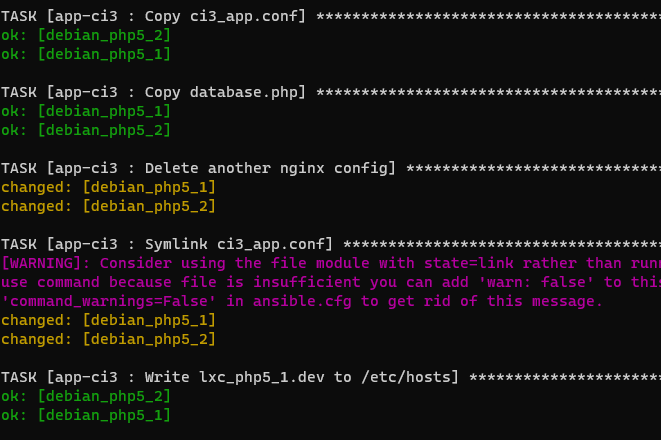 TASK [app-ci3 : Copy ci3_app.conf] **************************************
ok: [debian_php5_2]
ok: [debian_php5_1]
TASK [app-ci3 : Copy database.php] **************************************
ok: [debian_php5_1]
ok: [debian_php5_2]
TASK [app-ci3 : Delete another nginx config] ****************************
changed: [debian_php5_1]
changed: [debian_php5_2]
TASK [app-ci3 : Symlink ci3_app.conf] ***********************************
[WARNING]: Consider using the file module with state=link rather than
use command because file is insufficient you can add 'warn: false' to
'command_warnings=False' in ansible.cfg to get rid of this message.
changed: [debian_php5_1]
changed: [debian_php5_2]
TASK [app-ci3 : Write lxc_php5_1.dev to /etc/hosts] *********************
ok: [debian_php5_2]
ok: [debian_php5_1]